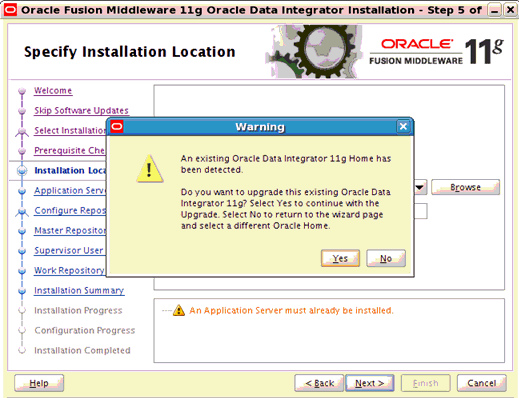 Oracle Fusion Middleware 11g Oracle Data Integrator Installation - Step 5 of
Specify Installation Location
ORACLE
FUSION MIDDLEWARE 11g
Welcome
Skip Software Updates
Select Installation
Prerequisite Che
Installation Loca
Application Serve
Configure Repos
Master Repositor
Supervisor User
Work Repository
Installation Summary
Installation Progress
Configuration Progress
Installation Completed
Warning
An existing Oracle Data Integrator 11g Home has
been detected.
Do you want to upgrade this existing Oracle Data
Integrator 11g? Select Yes to continue with the
Upgrade. Select No to return to the wizard page
and select a different Oracle Home.
Yes
No
Browse
An Application Server must already be installed.
Help
< Back
Next >
Finish
Cancel